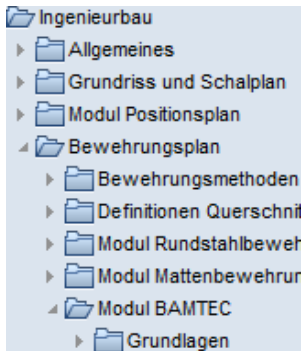 Ingenieurbau
Allgemeines
Grundriss und Schalplan
Modul Positionsplan
Bewehrungsplan
Bewehrungsmethoden
Definitionen Querschnit
Modul Rundstahlbeweh
Modul Mattenbewehrun
Modul BAMTEC
Grundlagen